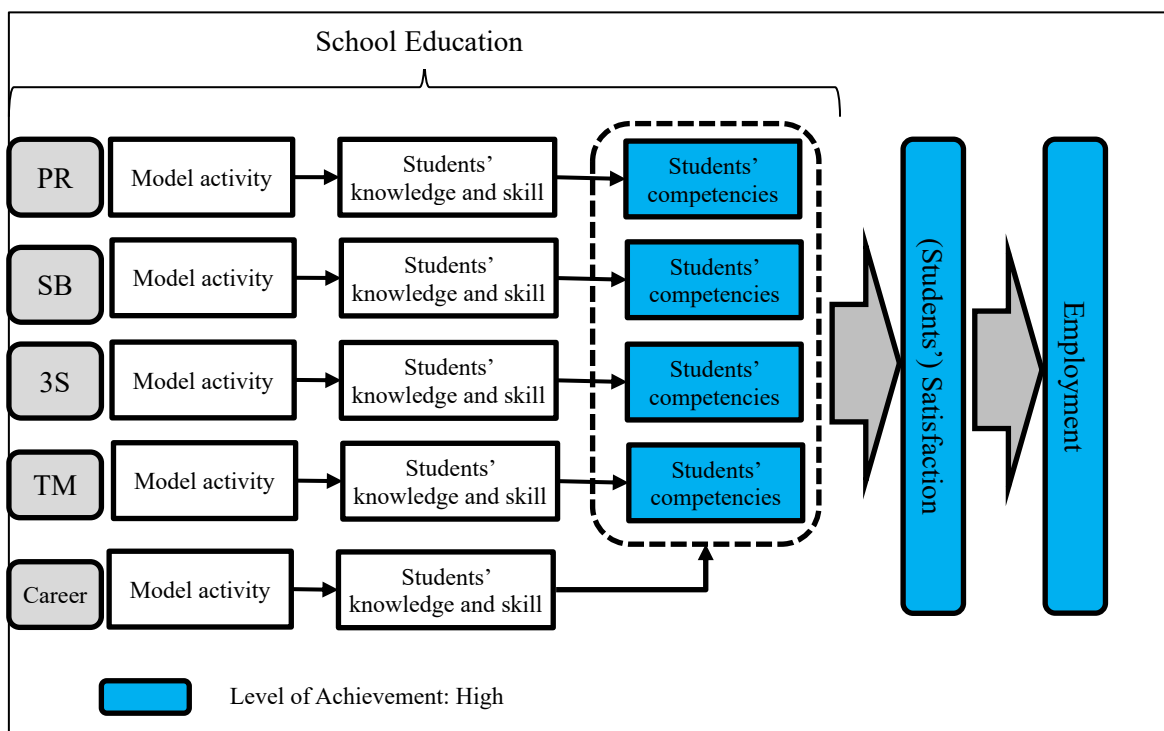 School Education
PR
Model activity
Students’
knowledge and skill
Students’
competencies
SB
Model activity
Students’
knowledge and skill
Students’
competencies
3S
Model activity
Students’
knowledge and skill
Students’
competencies
TM
Model activity
Students’
knowledge and skill
Students’
competencies
Career
Model activity
Students’
knowledge and skill
(Students’) Satisfaction
Employment
Level of Achievement: High